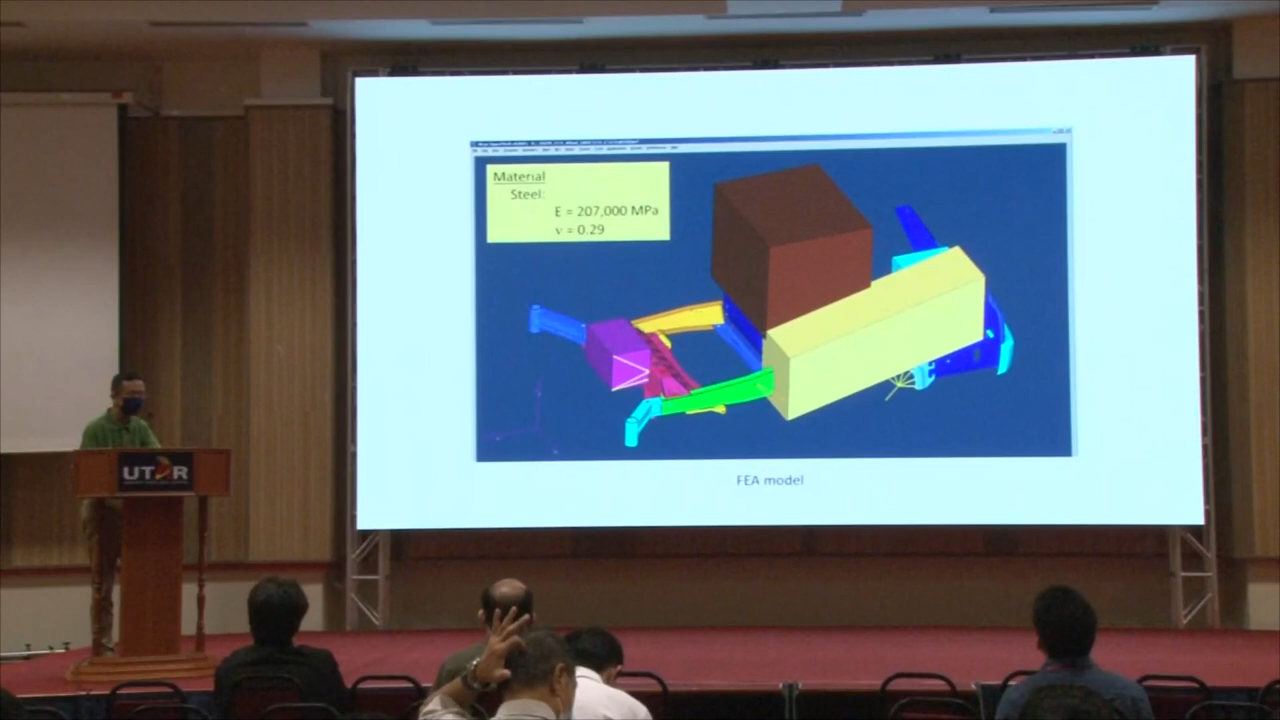 Material
Steel:
E = 207,000 MPa
ν = 0.29
FEA model
UTAR